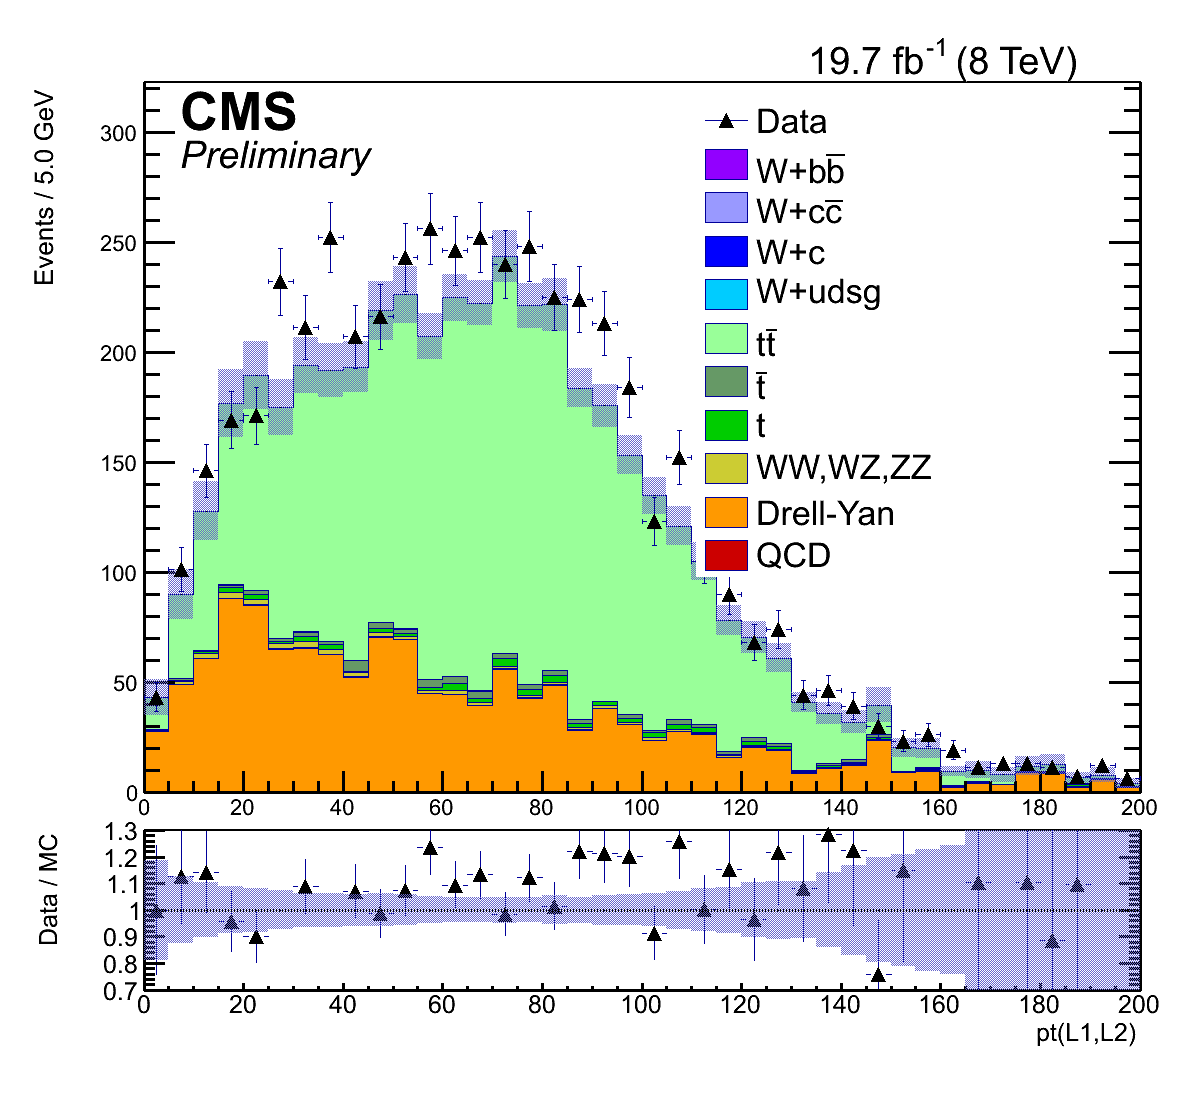 19.7 fb⁻¹ (8 TeV)
CMS
Preliminary
Events / 5.0 GeV
300
250
200
150
100
50
0
Data
W+bb̅
W+cc̅
W+c
W+udsg
tt̅
t̅
t
WW,WZ,ZZ
Drell-Yan
QCD
0 20 40 60 80 100 120 140 160 180 200
Data / MC
1.3
1.2
1.1
1
0.9
0.8
0.7
0 20 40 60 80 100 120 140 160 180 200
pt(L1,L2)